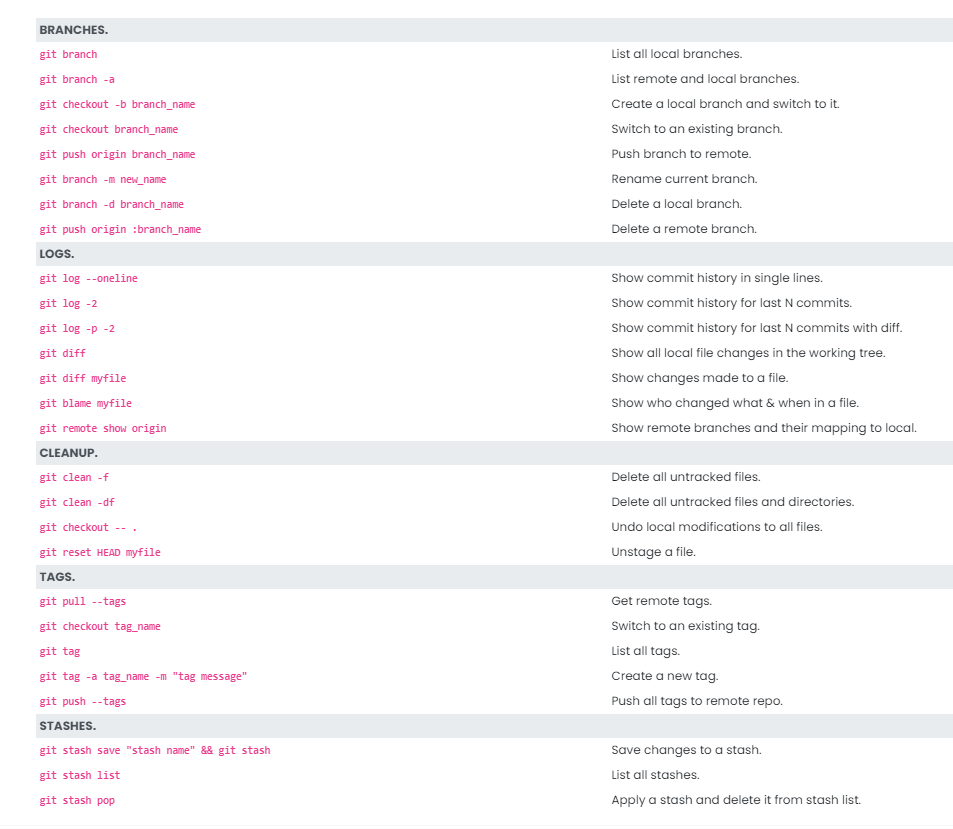 BRANCHES.
git branch List all local branches.
git branch -a List remote and local branches.
git checkout -b branch_name Create a local branch and switch to it.
git checkout branch_name Switch to an existing branch.
git push origin branch_name Push branch to remote.
git branch -m new_name Rename current branch.
git branch -d branch_name Delete a local branch.
git push origin :branch_name Delete a remote branch.
LOGS.
git log --oneline Show commit history in single lines.
git log -2 Show commit history for last N commits.
git log -p -2 Show commit history for last N commits with diff.
git diff Show all local file changes in the working tree.
git diff myfile Show changes made to a file.
git blame myfile Show who changed what & when in a file.
git remote show origin Show remote branches and their mapping to local.
CLEANUP.
git clean -f Delete all untracked files.
git clean -df Delete all untracked files and directories.
git checkout -- . Undo local modifications to all files.
git reset HEAD myfile Unstage a file.
TAGS.
git pull --tags Get remote tags.
git checkout tag_name Switch to an existing tag.
git tag List all tags.
git tag -a tag_name -m "tag message" Create a new tag.
git push --tags Push all tags to remote repo.
STASHES.
git stash save "stash name" && git stash Save changes to a stash.
git stash list List all stashes.
git stash pop Apply a stash and delete it from stash list.